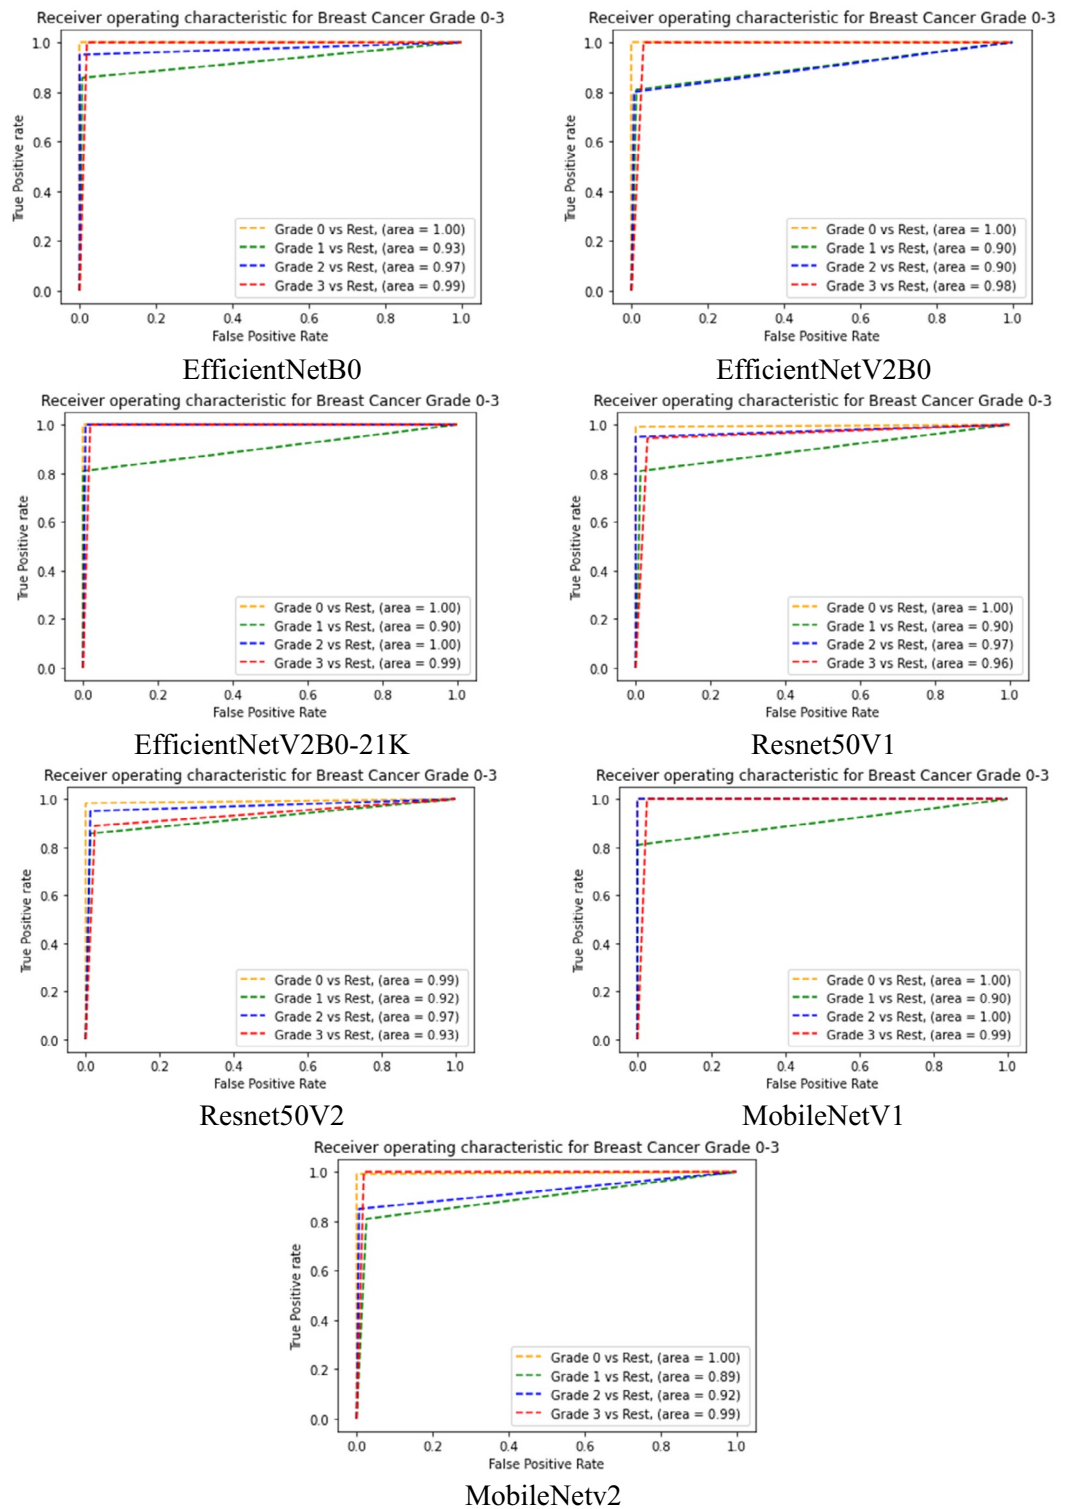 Receiver operating characteristic for Breast Cancer Grade 0-3
True Positive rate
1.0
0.8
0.6
0.4
0.2
0.0
Grade 0 vs Rest, (area = 1.00)
Grade 1 vs Rest, (area = 0.93)
Grade 2 vs Rest, (area = 0.97)
Grade 3 vs Rest, (area = 0.99)
0.0 0.2 0.4 0.6 0.8 1.0
False Positive Rate
EfficientNetB0
Receiver operating characteristic for Breast Cancer Grade 0-3
True Positive rate
1.0
0.8
0.6
0.4
0.2
0.0
Grade 0 vs Rest, (area = 1.00)
Grade 1 vs Rest, (area = 0.90)
Grade 2 vs Rest, (area = 0.90)
Grade 3 vs Rest, (area = 0.98)
0.0 0.2 0.4 0.6 0.8 1.0
False Positive Rate
EfficientNetV2B0
Receiver operating characteristic for Breast Cancer Grade 0-3
True Positive rate
1.0
0.8
0.6
0.4
0.2
0.0
Grade 0 vs Rest, (area = 1.00)
Grade 1 vs Rest, (area = 0.90)
Grade 2 vs Rest, (area = 1.00)
Grade 3 vs Rest, (area = 0.99)
0.0 0.2 0.4 0.6 0.8 1.0
False Positive Rate
EfficientNetV2B0-21K
Receiver operating characteristic for Breast Cancer Grade 0-3
True Positive rate
1.0
0.8
0.6
0.4
0.2
0.0
Grade 0 vs Rest, (area = 1.00)
Grade 1 vs Rest, (area = 0.90)
Grade 2 vs Rest, (area = 0.97)
Grade 3 vs Rest, (area = 0.96)
0.0 0.2 0.4 0.6 0.8 1.0
False Positive Rate
Resnet50V1
Receiver operating characteristic for Breast Cancer Grade 0-3
True Positive rate
1.0
0.8
0.6
0.4
0.2
0.0
Grade 0 vs Rest, (area = 0.99)
Grade 1 vs Rest, (area = 0.92)
Grade 2 vs Rest, (area = 0.97)
Grade 3 vs Rest, (area = 0.93)
0.0 0.2 0.4 0.6 0.8 1.0
False Positive Rate
Resnet50V2
Receiver operating characteristic for Breast Cancer Grade 0-3
True Positive rate
1.0
0.8
0.6
0.4
0.2
0.0
Grade 0 vs Rest, (area = 1.00)
Grade 1 vs Rest, (area = 0.90)
Grade 2 vs Rest, (area = 1.00)
Grade 3 vs Rest, (area = 0.99)
0.0 0.2 0.4 0.6 0.8 1.0
False Positive Rate
MobileNetV1
Receiver operating characteristic for Breast Cancer Grade 0-3
True Positive rate
1.0
0.8
0.6
0.4
0.2
0.0
Grade 0 vs Rest, (area = 1.00)
Grade 1 vs Rest, (area = 0.89)
Grade 2 vs Rest, (area = 0.92)
Grade 3 vs Rest, (area = 0.99)
0.0 0.2 0.4 0.6 0.8 1.0
False Positive Rate
MobileNetv2